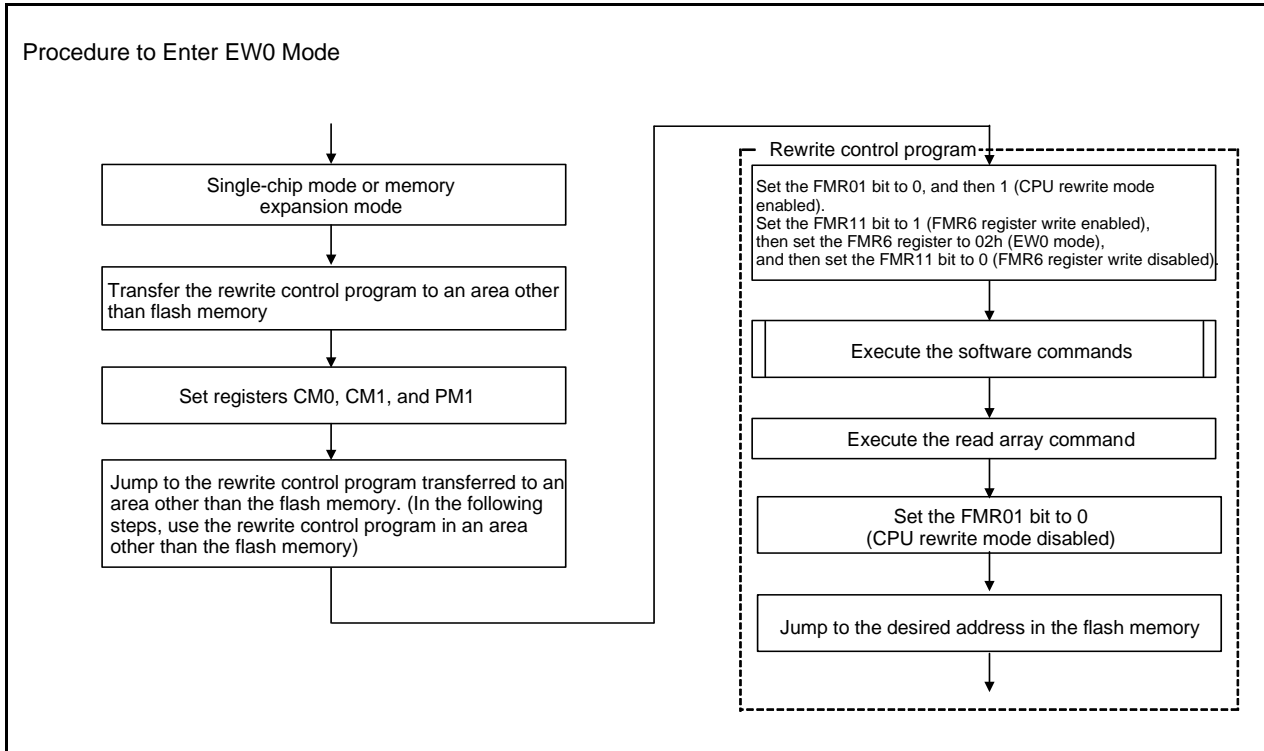 Procedure to Enter EW0 Mode
Single-chip mode or memory
expansion mode
Transfer the rewrite control program to an area other
than flash memory
Set registers CM0, CM1, and PM1
Jump to the rewrite control program transferred to an
area other than the flash memory. (In the following
steps, use the rewrite control program in an area
other than the flash memory)
Rewrite control program
Set the FMR01 bit to 0, and then 1 (CPU rewrite mode
enabled).
Set the FMR11 bit to 1 (FMR6 register write enabled),
then set the FMR6 register to 02h (EW0 mode),
and then set the FMR11 bit to 0 (FMR6 register write disabled).
Execute the software commands
Execute the read array command
Set the FMR01 bit to 0
(CPU rewrite mode disabled)
Jump to the desired address in the flash memory